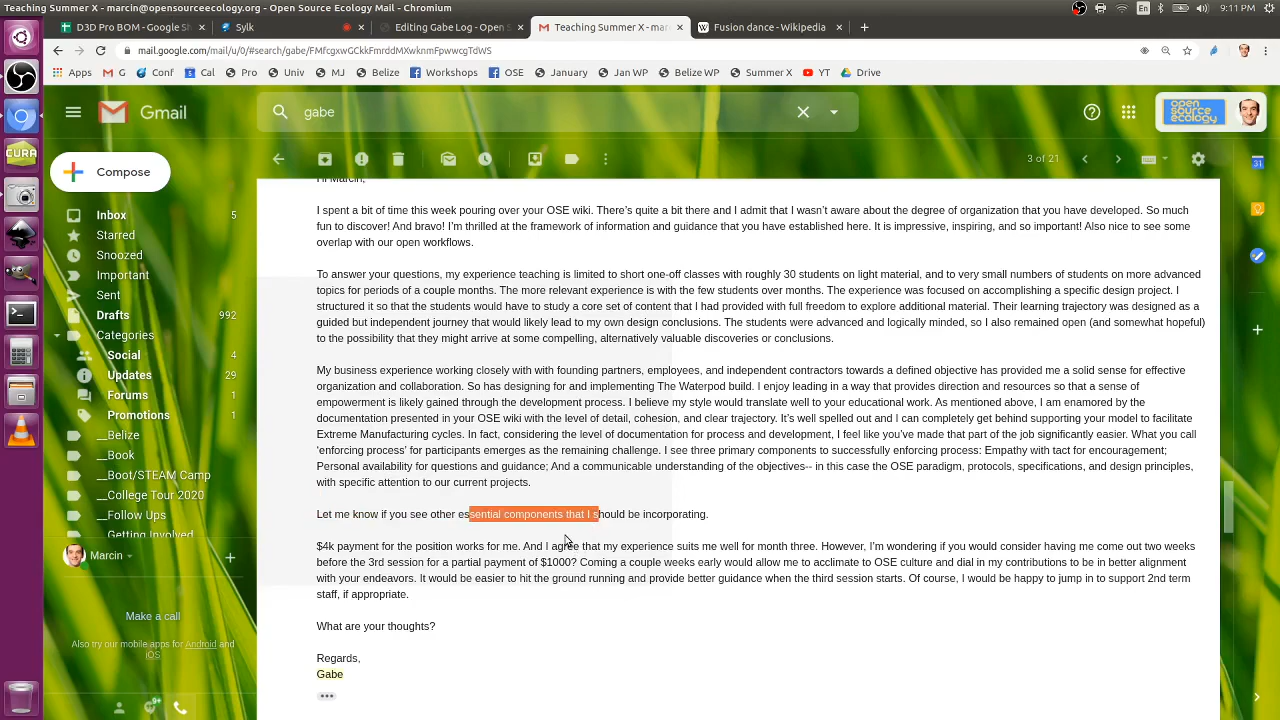 Teaching Summer X - marcin@opensourceecology.org - Open Source Ecology Mail - Chromium
En 9:11 PM
D3D Pro BOM - Google Sh
Sylk
Editing Gabe Log - Open S
Teaching Summer X - mar
Fusion dance - Wikipedia
mail.google.com/mail/u/0/#search/gabe/FMfcgxwGCkkFmrddMXwknmFpwwcgTdWS
Apps G Conf Cal Pro Univ MJ Belize Workshops OSE January Jan WP Belize WP Summer X YT Drive
Gmail
gabe
open source ecology
CURA
Compose
3 of 21
31
Inbox 5
Starred
Snoozed
Important
Sent
Drafts 992
Categories
Social 4
Updates 29
Forums 1
Promotions 1
__Belize
__Book
__Boot/STEAM Camp
__College Tour 2020
__Follow Ups
Getting Involved
Marcin
Make a call
Also try our mobile apps for Android and
iOS
9+
Hi Marcin,
I spent a bit of time this week pouring over your OSE wiki. There's quite a bit there and I admit that I wasn't aware about the degree of organization that you have developed. So much
fun to discover! And bravo! I'm thrilled at the framework of information and guidance that you have established here. It is impressive, inspiring, and so important! Also nice to see some
overlap with our open workflows.
To answer your questions, my experience teaching is limited to short one-off classes with roughly 30 students on light material, and to very small numbers of students on more advanced
topics for periods of a couple months. The more relevant experience is with the few students over months. The experience was focused on accomplishing a specific design project. I
structured it so that the students would have to study a core set of content that I had provided with full freedom to explore additional material. Their learning trajectory was designed as a
guided but independent journey that would likely lead to my own design conclusions. The students were advanced and logically minded, so I also remained open (and somewhat hopeful)
to the possibility that they might arrive at some compelling, alternatively valuable discoveries or conclusions.
My business experience working closely with with founding partners, employees, and independent contractors towards a defined objective has provided me a solid sense for effective
organization and collaboration. So has designing for and implementing The Waterpod build. I enjoy leading in a way that provides direction and resources so that a sense of
empowerment is likely gained through the development process. I believe my style would translate well to your educational work. As mentioned above, I am enamored by the
documentation presented in your OSE wiki with the level of detail, cohesion, and clear trajectory. It's well spelled out and I can completely get behind supporting your model to facilitate
Extreme Manufacturing cycles. In fact, considering the level of documentation for process and development, I feel like you've made that part of the job significantly easier. What you call
'enforcing process' for participants emerges as the remaining challenge. I see three primary components to successfully enforcing process: Empathy with tact for encouragement;
Personal availability for questions and guidance; And a communicable understanding of the objectives-- in this case the OSE paradigm, protocols, specifications, and design principles,
with specific attention to our current projects.
Let me know if you see other essential components that I should be incorporating.
$4k payment for the position works for me. And I agree that my experience suits me well for month three. However, I'm wondering if you would consider having me come out two weeks
before the 3rd session for a partial payment of $1000? Coming a couple weeks early would allow me to acclimate to OSE culture and dial in my contributions to be in better alignment
with your endeavors. It would be easier to hit the ground running and provide better guidance when the third session starts. Of course, I would be happy to jump in to support 2nd term
staff, if appropriate.
What are your thoughts?
Regards,
Gabe